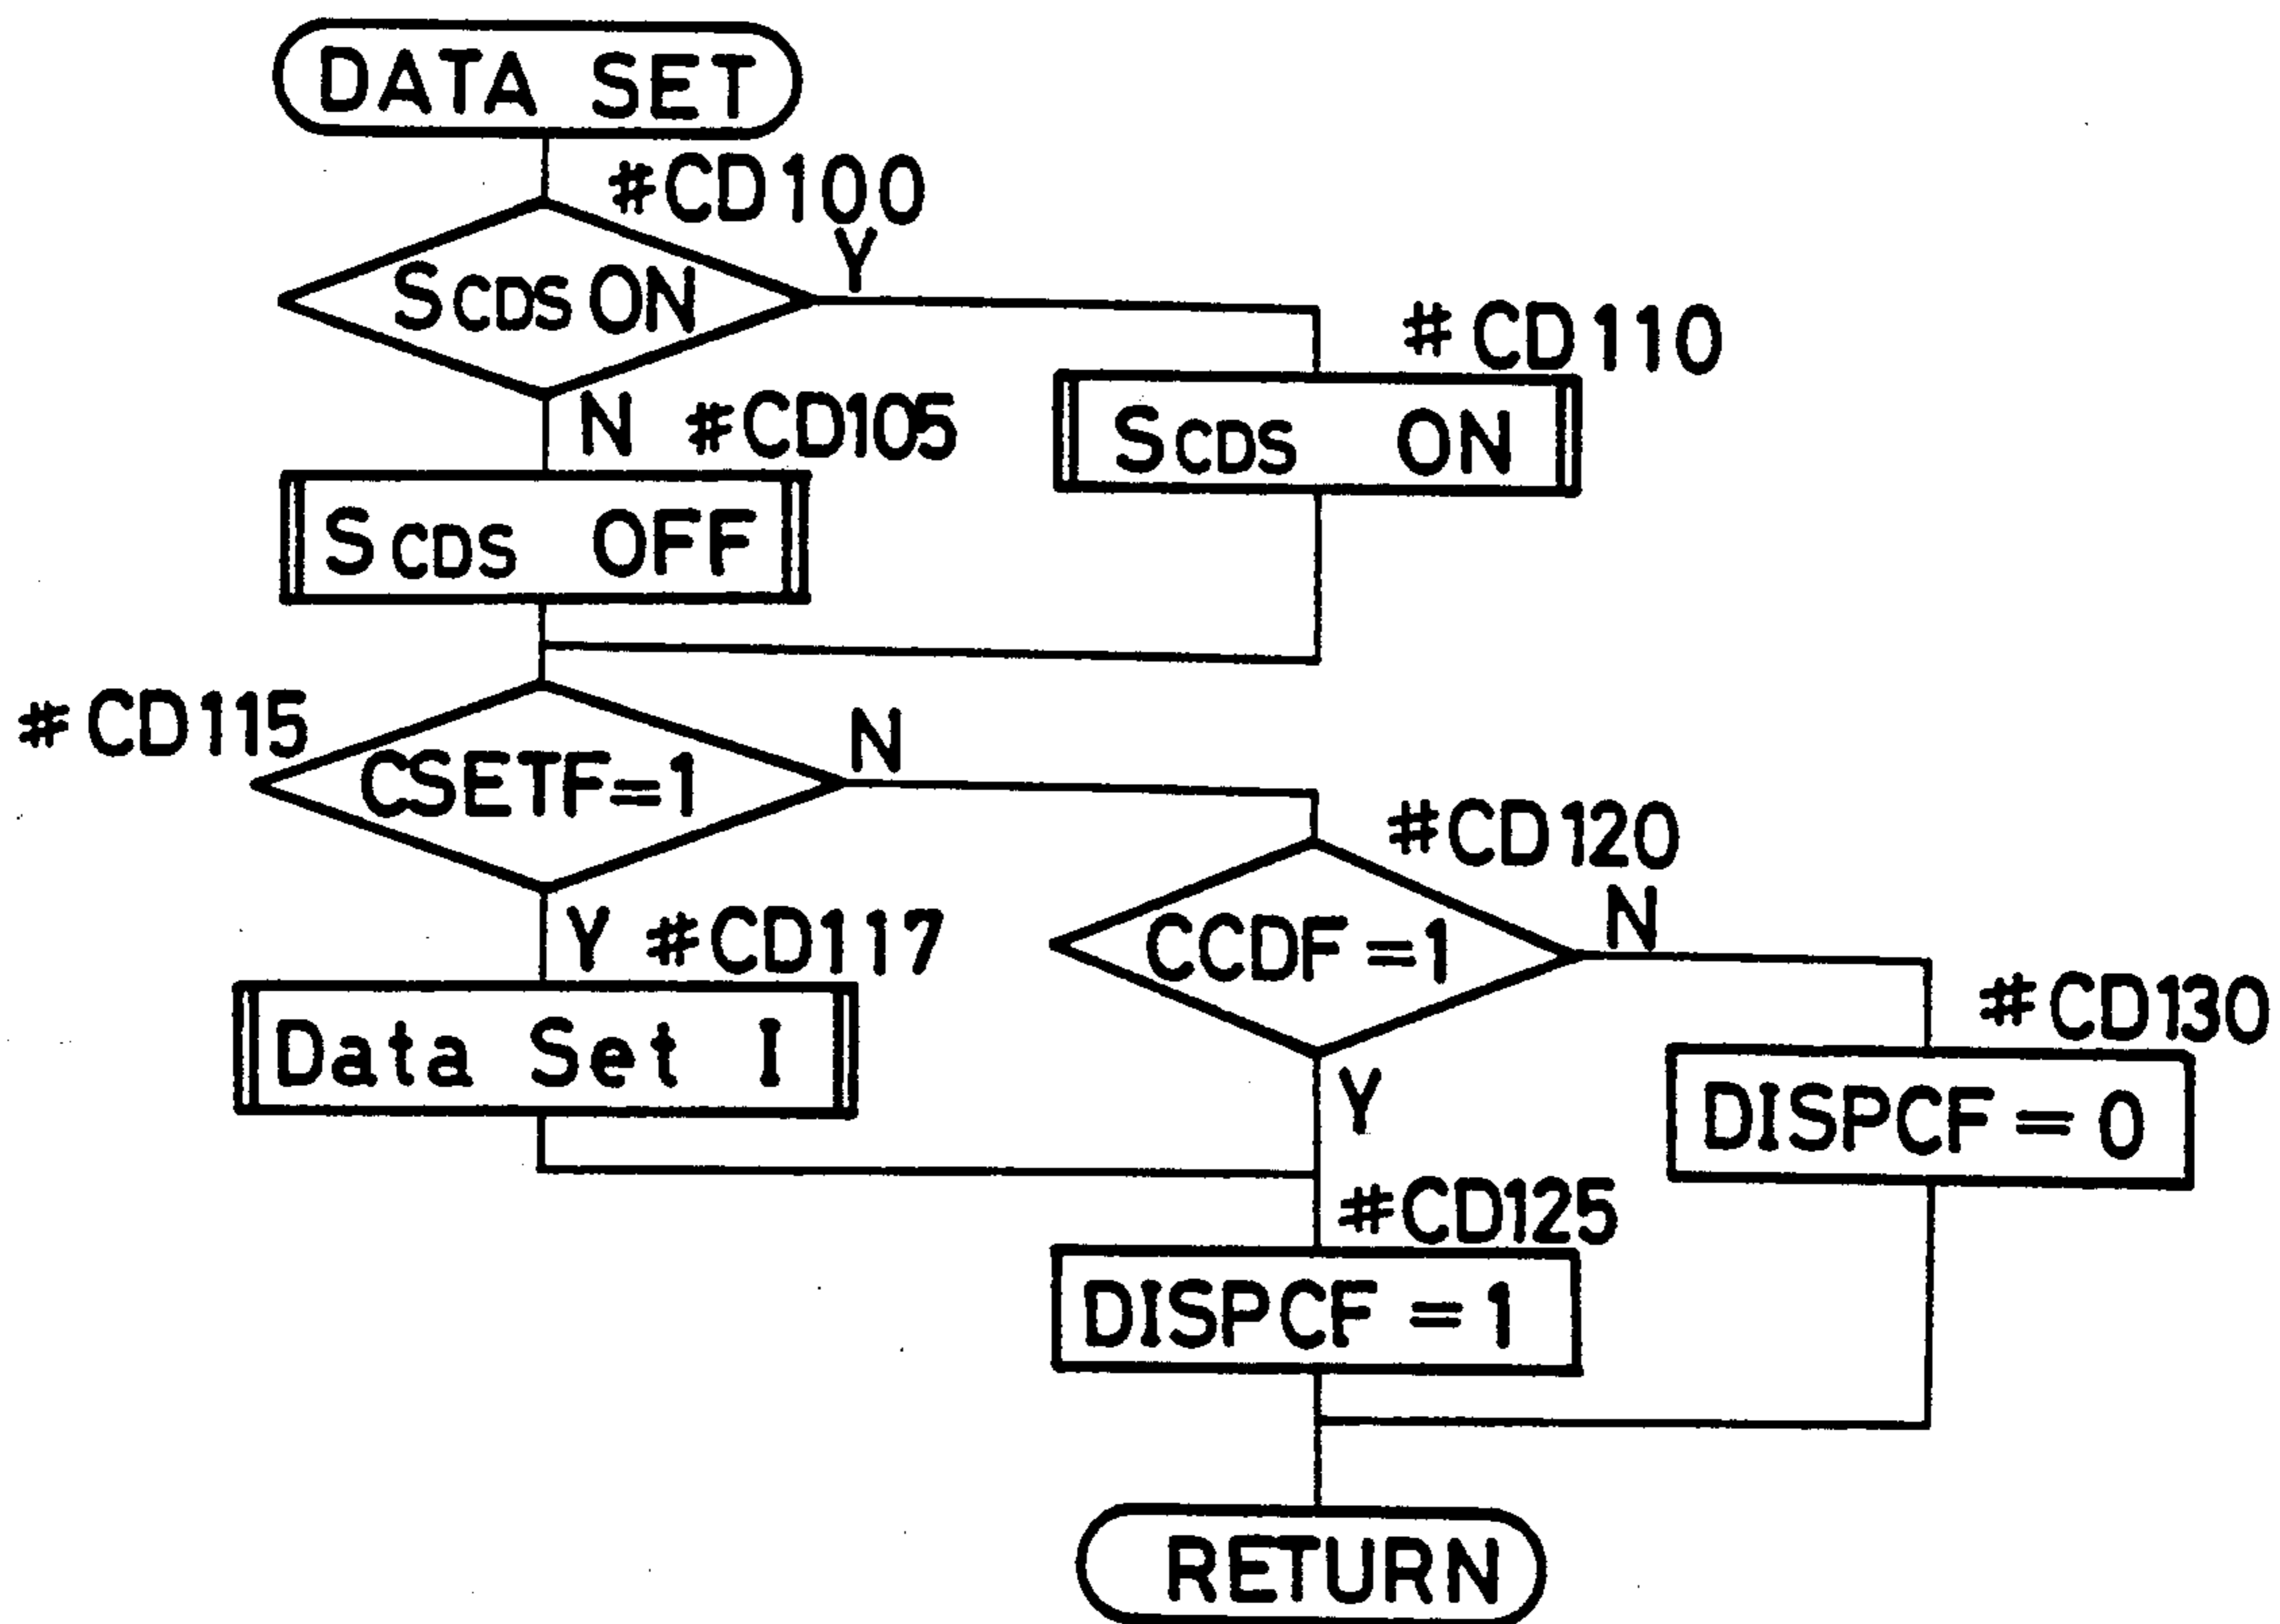 DATA SET
#CD100
SCDS ON
Y
#CD110
SCDS ON
N #CD105
SCDS OFF
#CD115
CSETF=1
N
#CD120
CCDF=1
N
Y #CD117
Data Set I
#CD130
DISPCF=0
Y
#CD125
DISPCF=1
RETURN